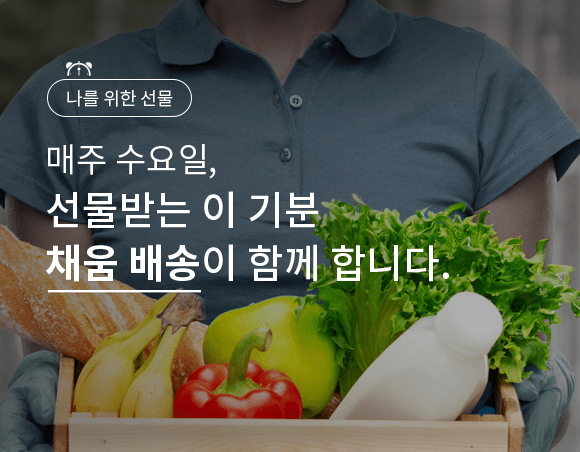 나를 위한 선물
매주 수요일,
선물받는 이 기분
채움 배송이 함께 합니다.